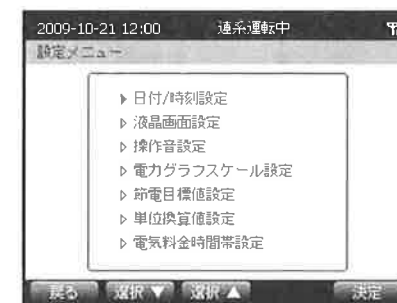 2009-10-21 12:00 連系運転中
設定メニュー
▶ 日付/時刻設定
▷ 液晶画面設定
▷ 操作音設定
▷ 電力グラフスケール設定
▷ 節電目標値設定
▷ 単位換算値設定
▷ 電気料金時間帯設定
戻る 選択▼ 選択▲ 決定